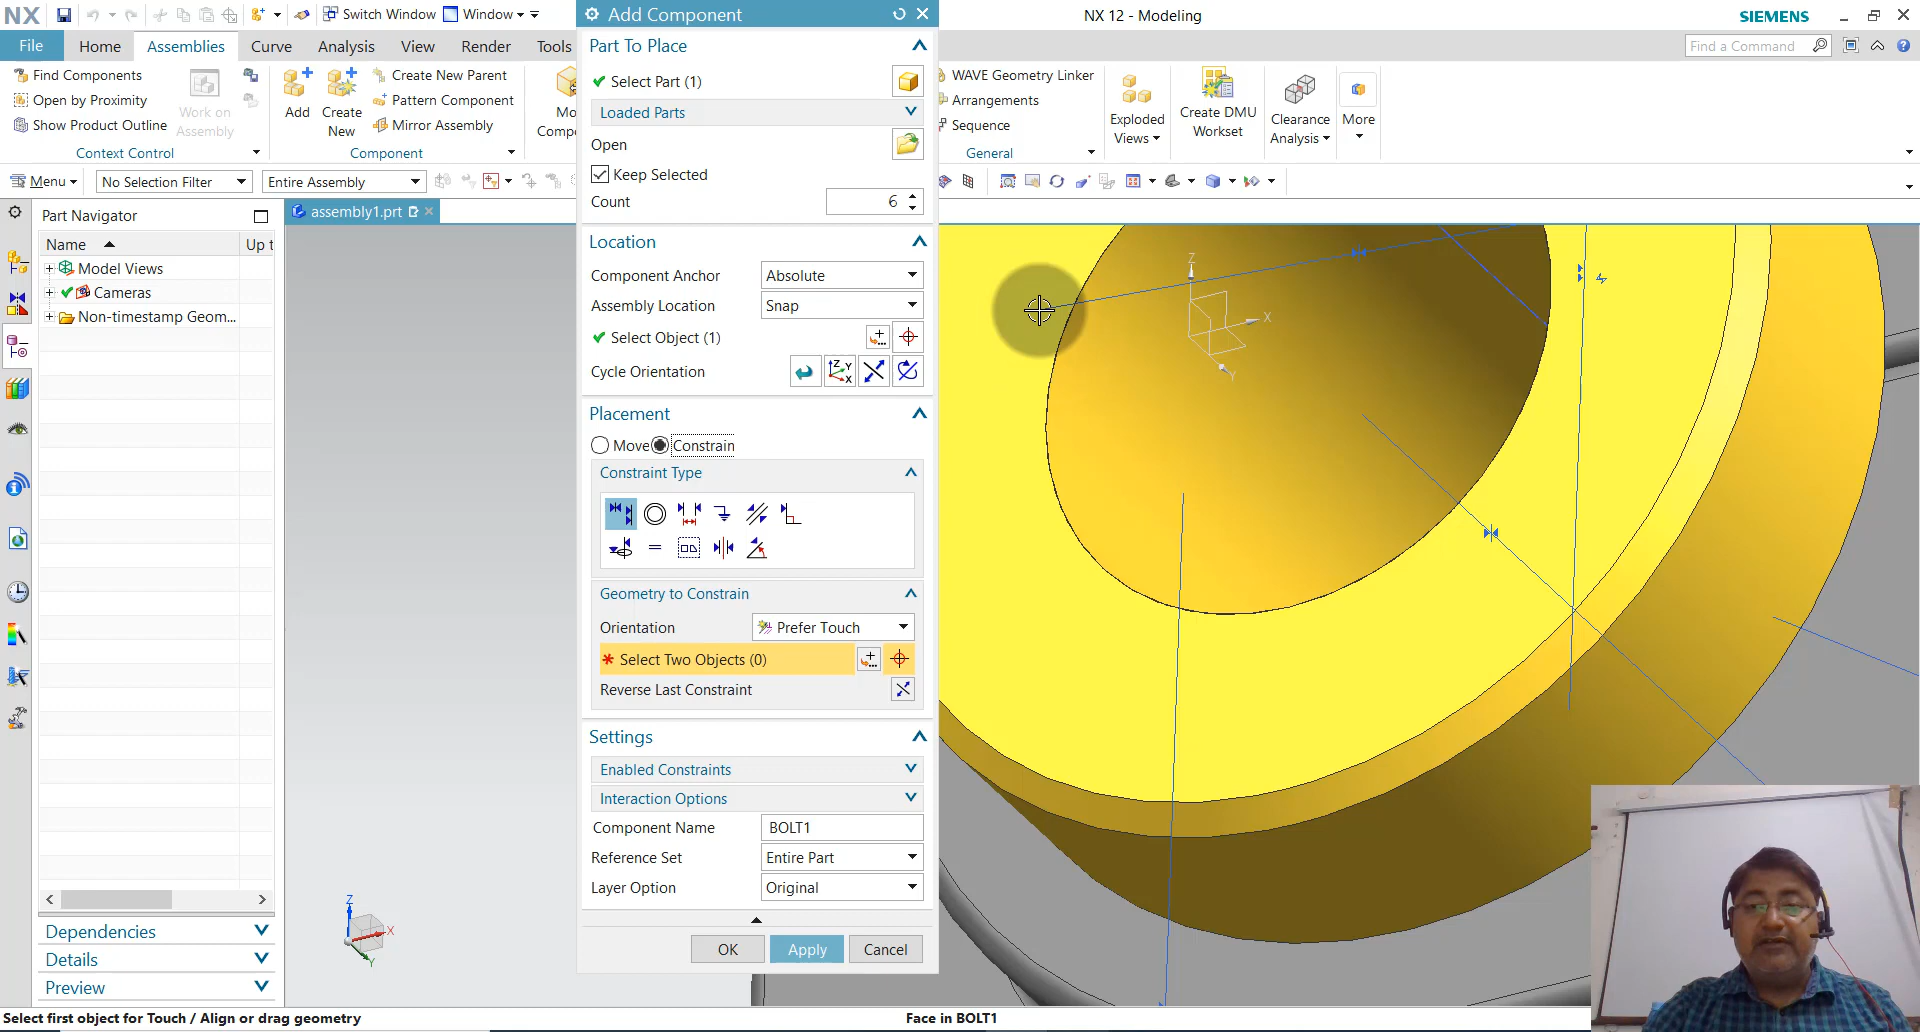 NX
Switch Window
Window
Add Component
NX 12 - Modeling
SIEMENS
File
Home
Assemblies
Curve
Analysis
View
Render
Tools
Find a Command
Find Components
Open by Proximity
Show Product Outline
Context Control
Work on
Assembly
Add
Create
New
Create New Parent
Pattern Component
Mirror Assembly
Component
Mo
Compo
WAVE Geometry Linker
Arrangements
Sequence
General
Exploded
Views
Create DMU
Workset
Clearance
Analysis
More
Menu
No Selection Filter
Entire Assembly
Part Navigator
Name
Up t
Model Views
Cameras
Non-timestamp Geom...
Dependencies
Details
Preview
assembly1.prt
Part To Place
Select Part (1)
Loaded Parts
Open
Keep Selected
Count
6
Location
Component Anchor
Absolute
Assembly Location
Snap
Select Object (1)
Cycle Orientation
Placement
Move
Constrain
Constraint Type
Geometry to Constrain
Orientation
Prefer Touch
* Select Two Objects (0)
Reverse Last Constraint
Settings
Enabled Constraints
Interaction Options
Component Name
BOLT1
Reference Set
Entire Part
Layer Option
Original
OK
Apply
Cancel
Z
X
Y
Z
X
Y
Select first object for Touch / Align or drag geometry
Face in BOLT1